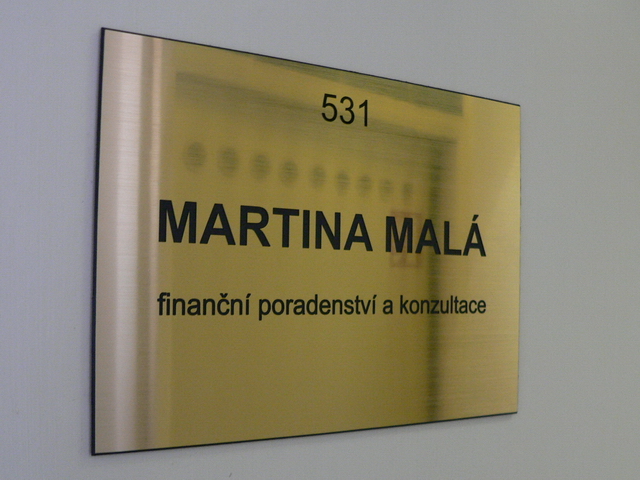 531
MARTINA MALÁ
finanční poradenství a konzultace